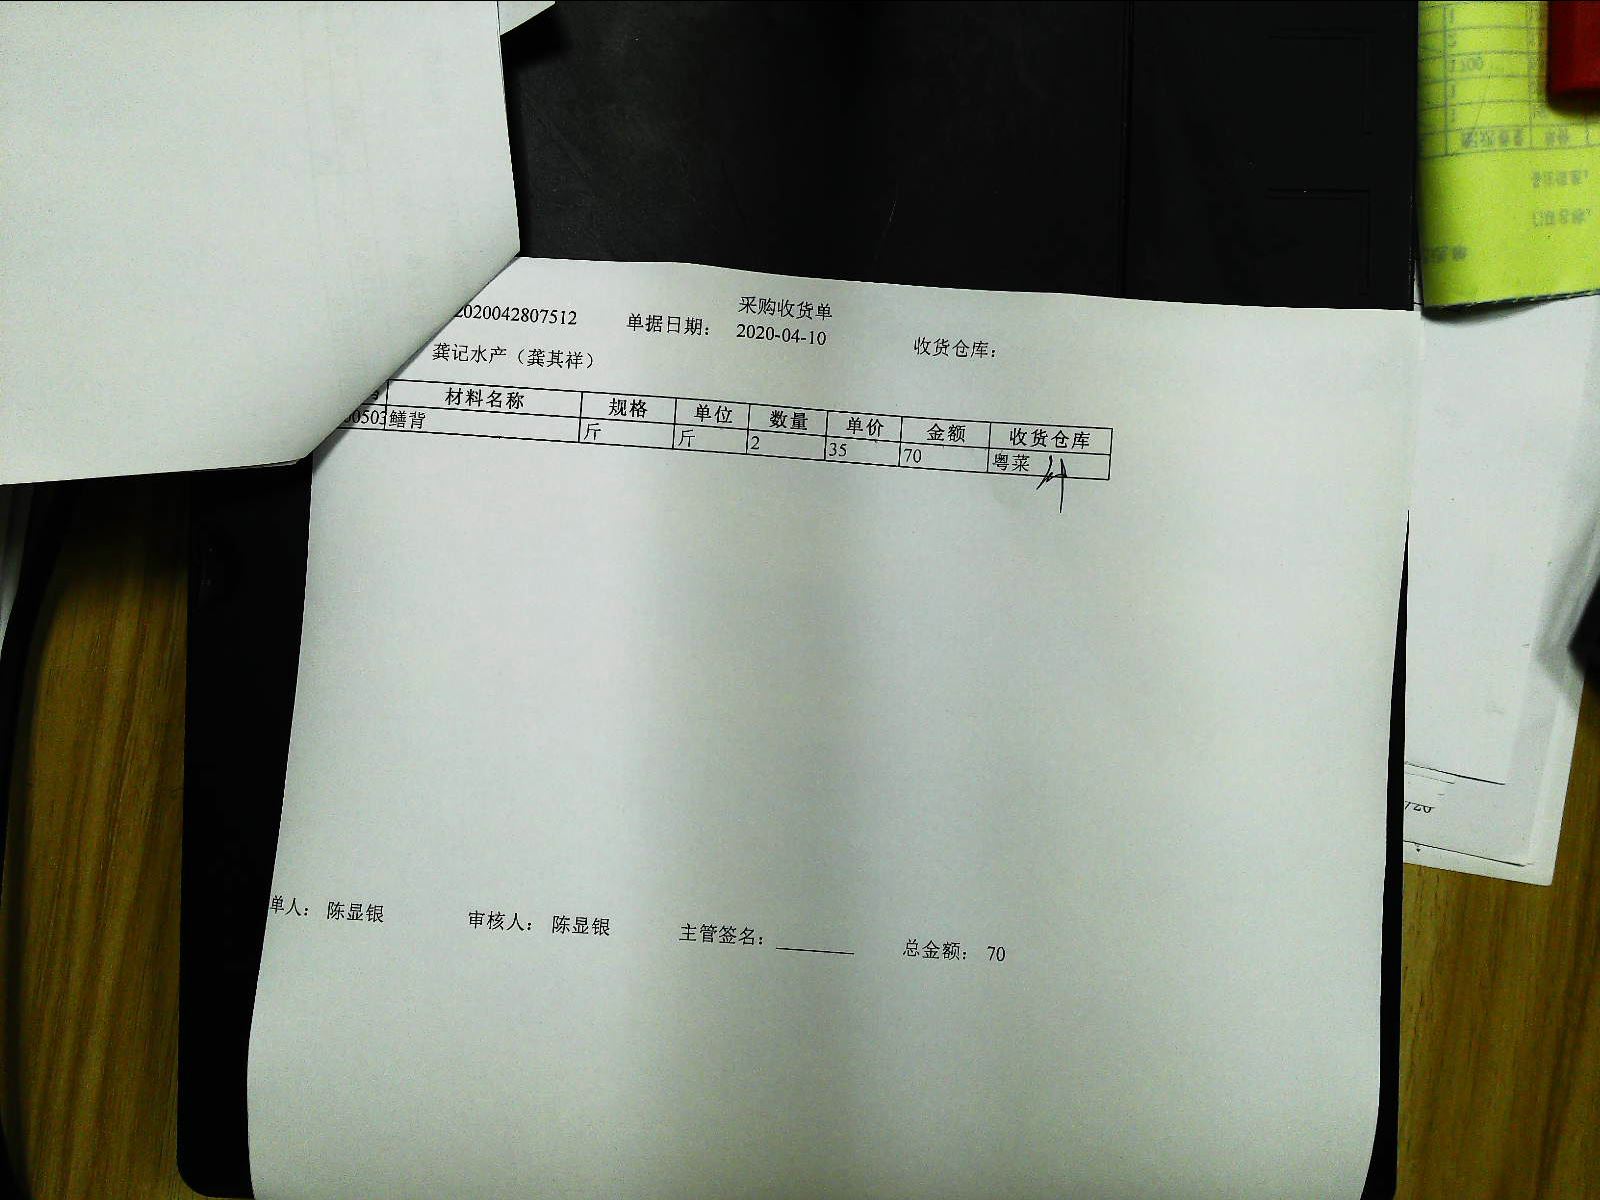 采购收货单
2020042807512 单据日期： 2020-04-10 收货仓库：
龚记水产（龚其祥）
材料名称 规格 单位 数量 单价 金额 收货仓库
00503 鳝背 斤 斤 2 35 70 粤菜
单人： 陈显银 审核人： 陈显银 主管签名： 总金额： 70